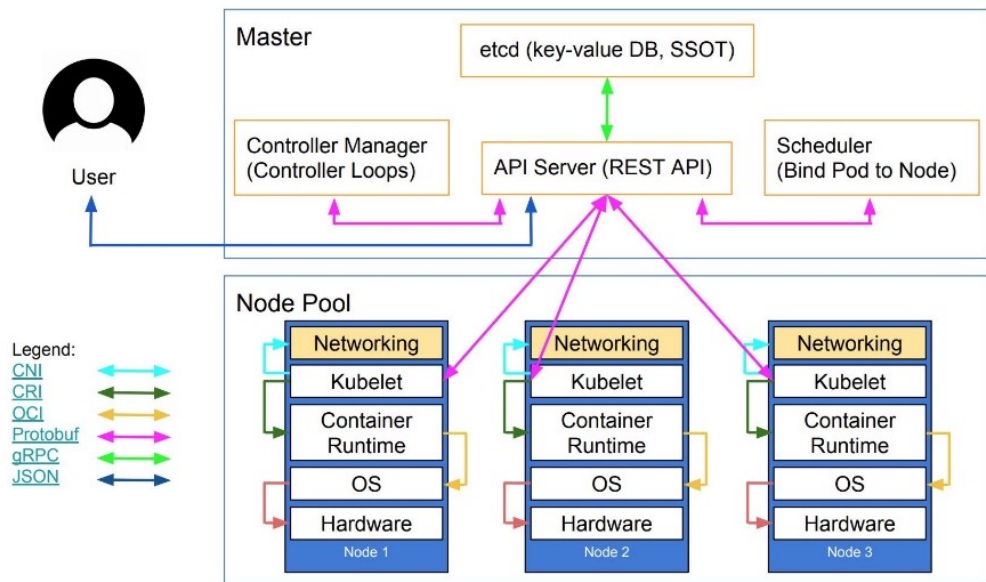 Master
etcd (key-value DB, SSOT)
Controller Manager
(Controller Loops)
API Server (REST API)
Scheduler
(Bind Pod to Node)
User
Node Pool
Networking
Kubelet
Container
Runtime
OS
Hardware
Node 1
Networking
Kubelet
Container
Runtime
OS
Hardware
Node 2
Networking
Kubelet
Container
Runtime
OS
Hardware
Node 3
Legend:
CNI
CRI
OCI
Protobuf
gRPC
JSON